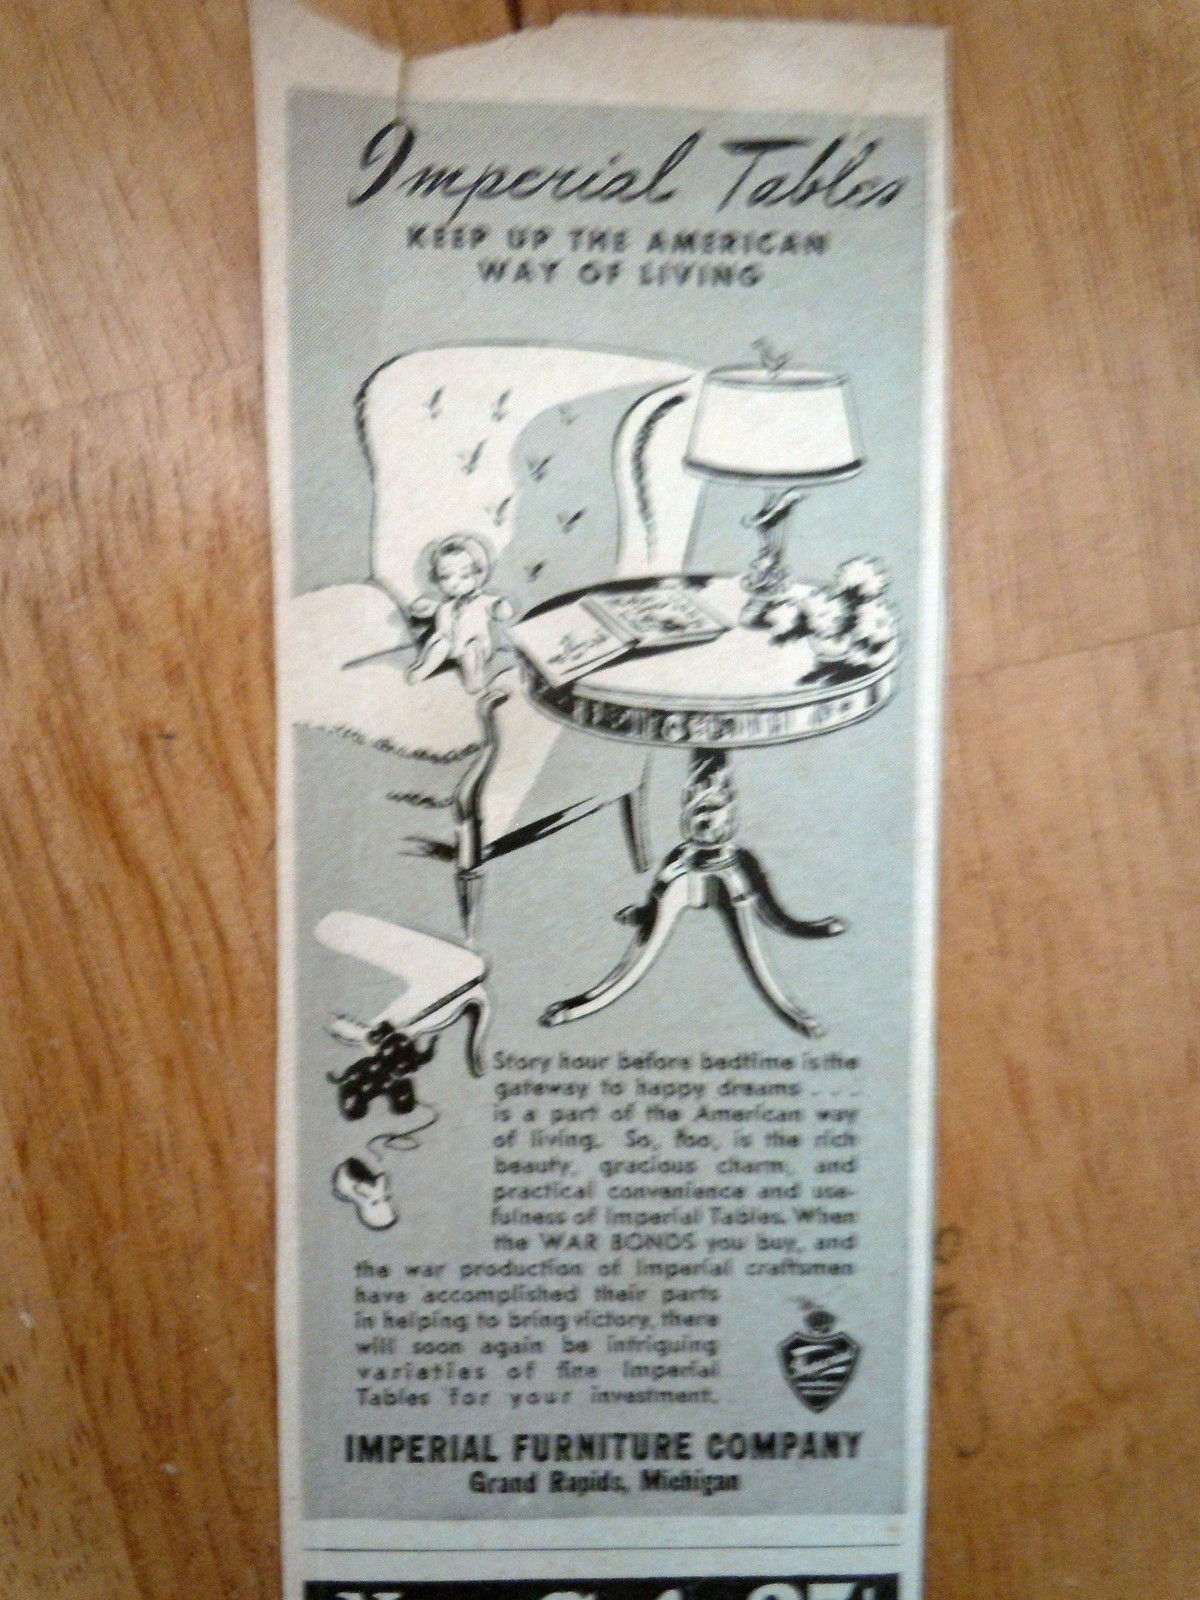 Imperial Tables
KEEP UP THE AMERICAN
WAY OF LIVING
Story hour before bedtime is the
gateway to happy dreams . . .
is a part of the American way
of living. So, too, is the rich
beauty, gracious charm, and
practical convenience and use-
fulness of Imperial Tables. When
the WAR BONDS you buy, and
the war production of Imperial craftsmen
have accomplished their parts
in helping to bring victory, there
will soon again be intriguing
varieties of fine Imperial
Tables for your investment.
IMPERIAL FURNITURE COMPANY
Grand Rapids, Michigan